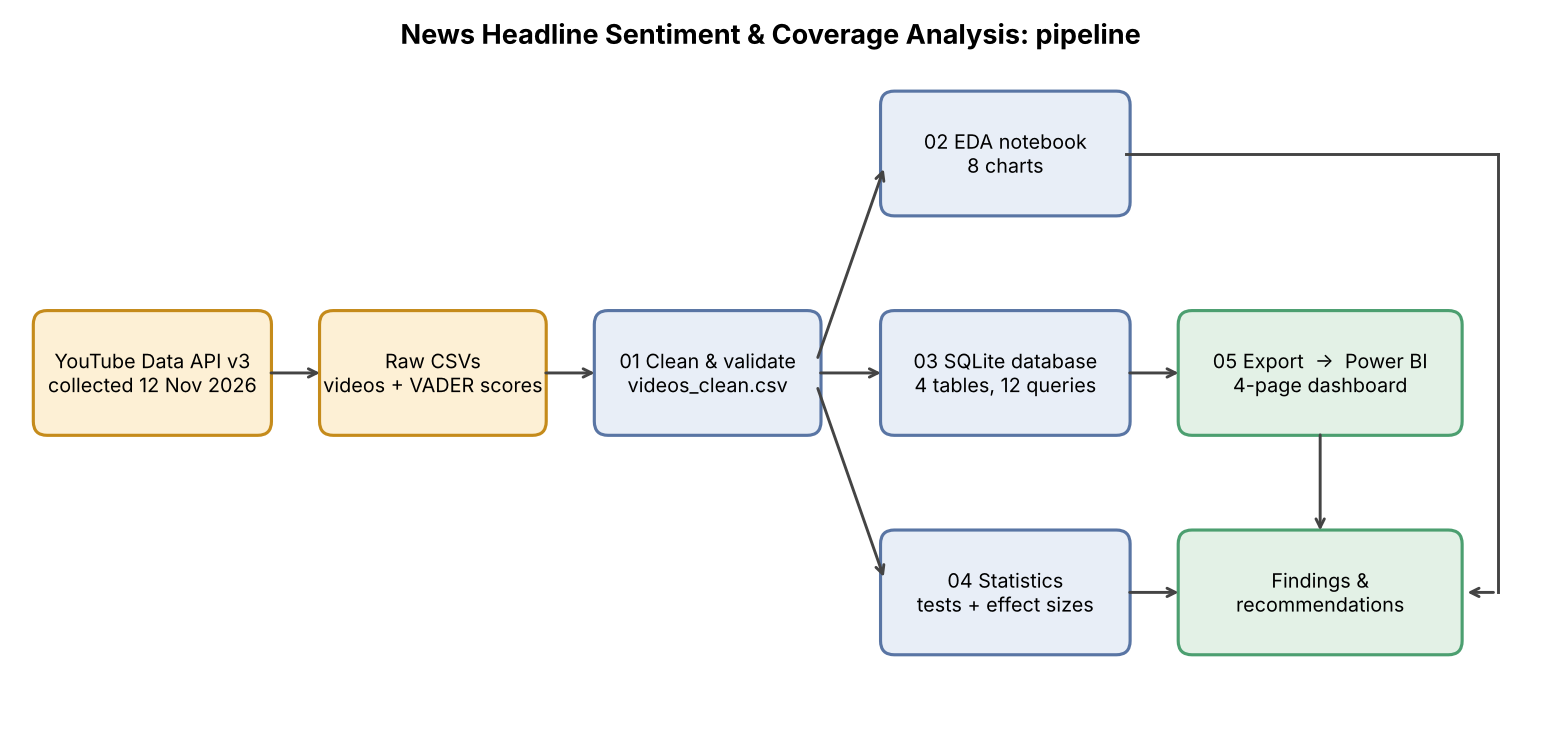 News Headline Sentiment & Coverage Analysis: pipeline
02 EDA notebook
8 charts
YouTube Data API v3
collected 12 Nov 2026
Raw CSVs
videos + VADER scores
01 Clean & validate
videos_clean.csv
03 SQLite database
4 tables, 12 queries
05 Export → Power BI
4-page dashboard
04 Statistics
tests + effect sizes
Findings &
recommendations